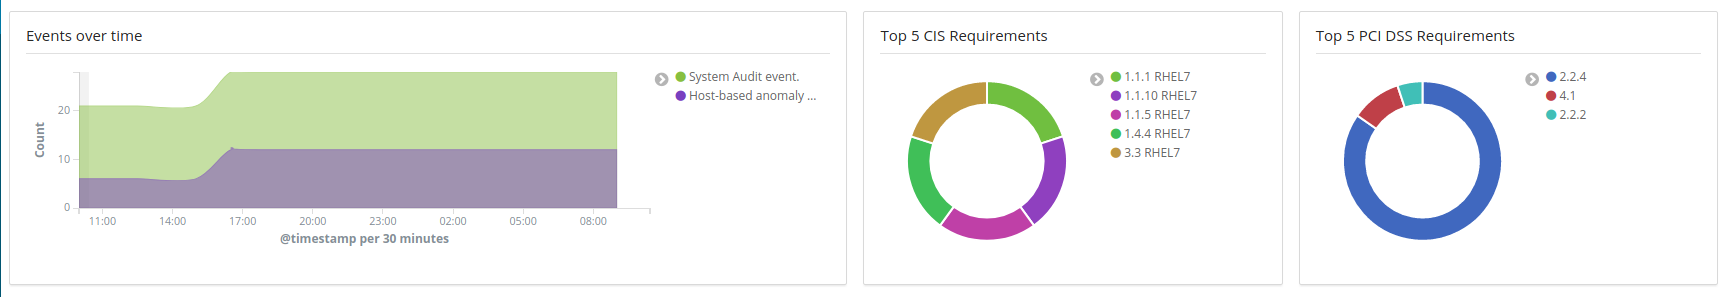 Events over time
Count
20
10
0
11:00 14:00 17:00 20:00 23:00 02:00 05:00 08:00
@timestamp per 30 minutes
System Audit event.
Host-based anomaly ...
Top 5 CIS Requirements
1.1.1 RHEL7
1.1.10 RHEL7
1.1.5 RHEL7
1.4.4 RHEL7
3.3 RHEL7
Top 5 PCI DSS Requirements
2.2.4
4.1
2.2.2